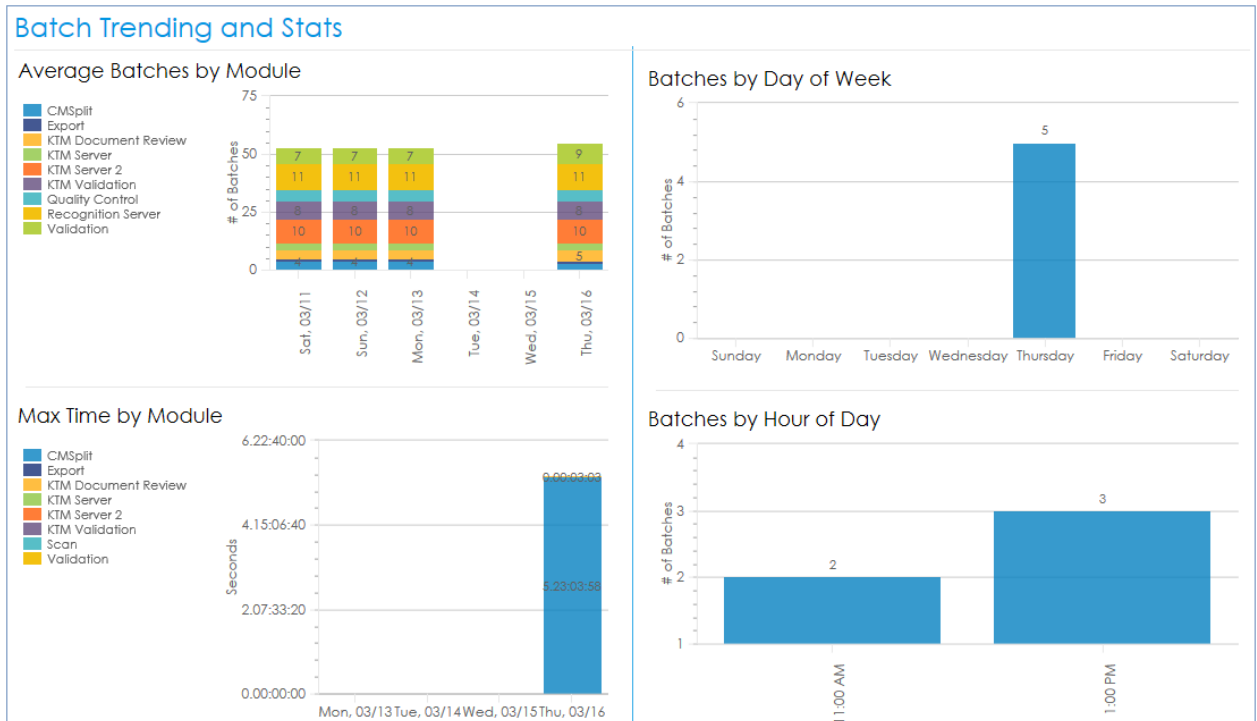 Batch Trending and Stats
Average Batches by Module
CMSplit
Export
KTM Document Review
KTM Server
KTM Server 2
KTM Validation
Quality Control
Recognition Server
Validation
# of Batches
75
50
25
0
7 7 7 9
11 11 11 11
8 8 8 8
10 10 10 10
4 4 4 5
Sat, 03/11
Sun, 03/12
Mon, 03/13
Tue, 03/14
Wed, 03/15
Thu, 03/16
Batches by Day of Week
# of Batches
6
4
2
0
5
Sunday Monday Tuesday Wednesday Thursday Friday Saturday
Max Time by Module
CMSplit
Export
KTM Document Review
KTM Server
KTM Server 2
KTM Validation
Scan
Validation
Seconds
6.22:40:00
4.15:06:40
2.07:33:20
0.00:00:00
0.00:03:03
5.23:03:58
Mon, 03/13 Tue, 03/14 Wed, 03/15 Thu, 03/16
Batches by Hour of Day
# of Batches
4
3
2
1
2
3
11:00 AM
1:00 PM